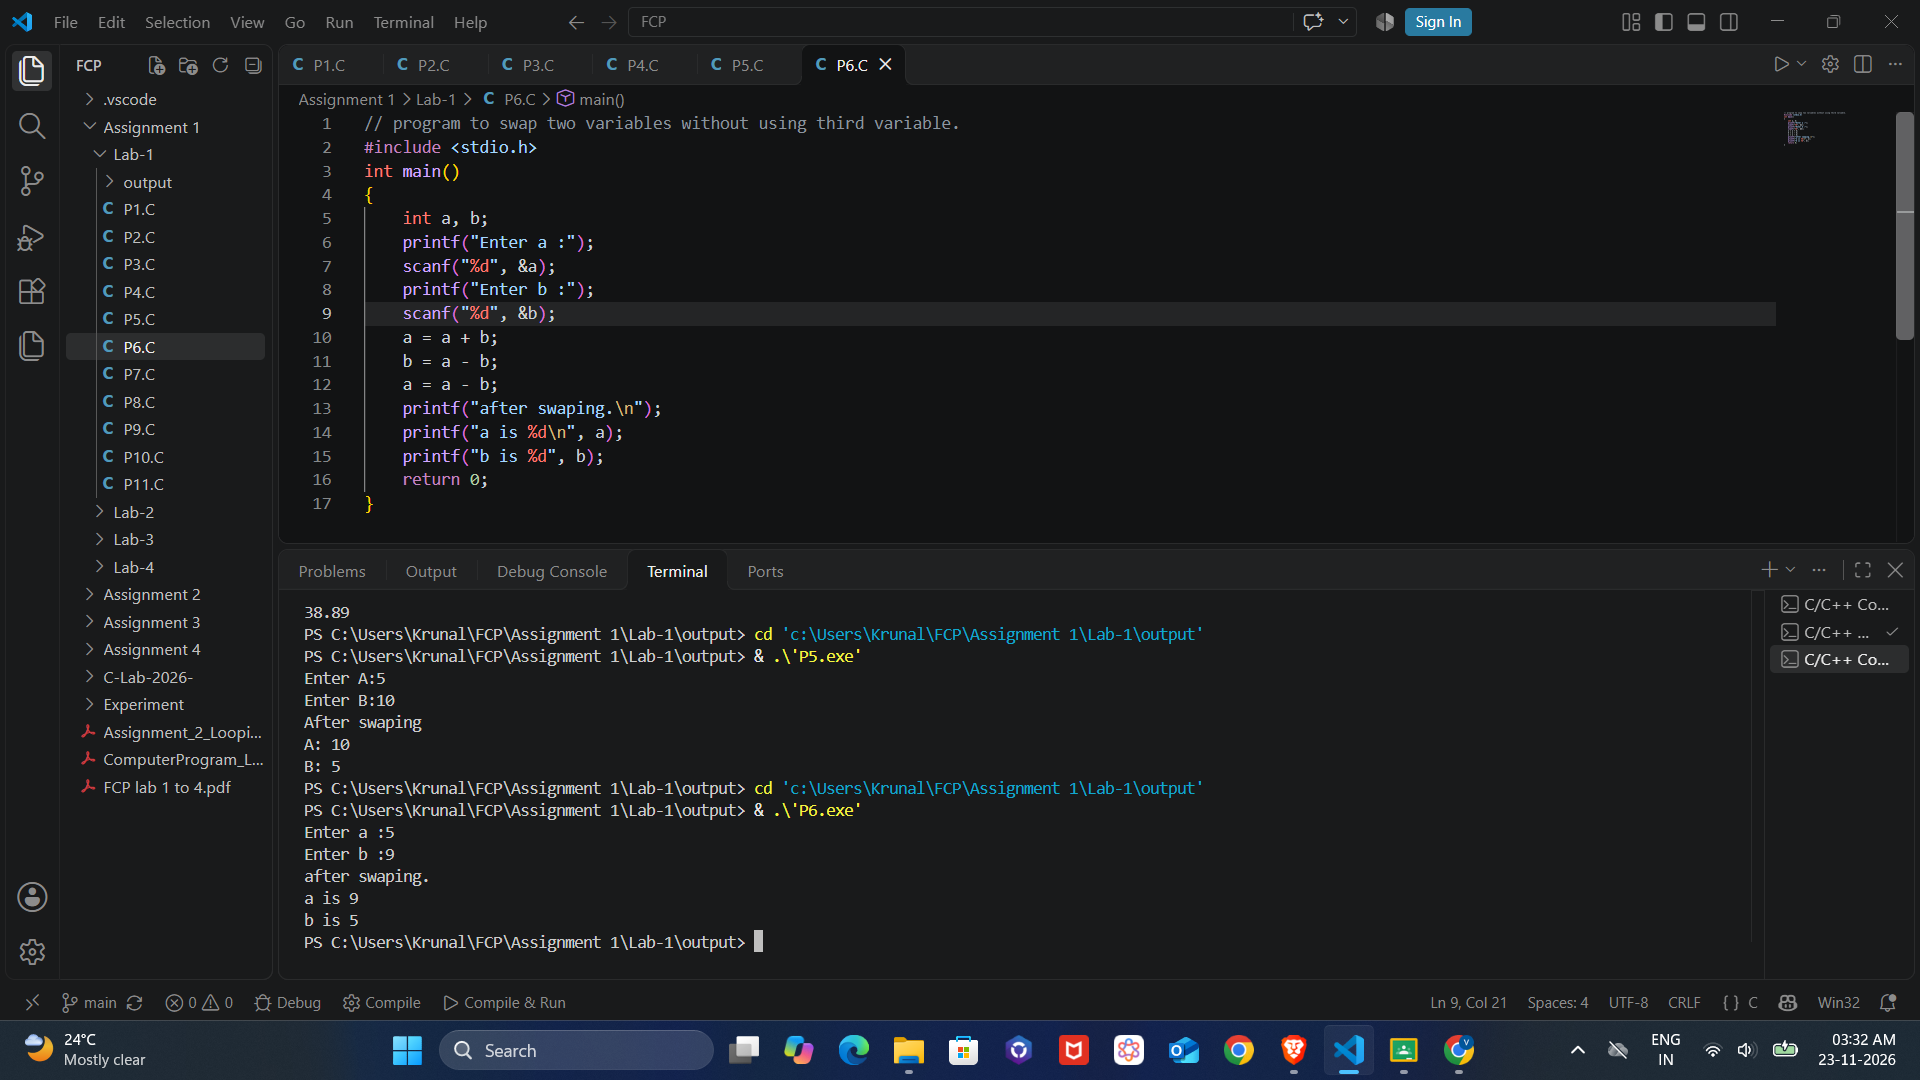 File Edit Selection View Go Run Terminal Help
FCP
Sign In
FCP
.vscode
Assignment 1
Lab-1
output
C P1.C
C P2.C
C P3.C
C P4.C
C P5.C
C P6.C
C P7.C
C P8.C
C P9.C
C P10.C
C P11.C
Lab-2
Lab-3
Lab-4
Assignment 2
Assignment 3
Assignment 4
C-Lab-2026-
Experiment
Assignment_2_Loopi...
ComputerProgram_L...
FCP lab 1 to 4.pdf
C P1.C C P2.C C P3.C C P4.C C P5.C C P6.C
Assignment 1 > Lab-1 > C P6.C > main()
1 // program to swap two variables without using third variable.
2 #include <stdio.h>
3 int main()
4 {
5 int a, b;
6 printf("Enter a :");
7 scanf("%d", &a);
8 printf("Enter b :");
9 scanf("%d", &b);
10 a = a + b;
11 b = a - b;
12 a = a - b;
13 printf("after swaping.\n");
14 printf("a is %d\n", a);
15 printf("b is %d", b);
16 return 0;
17 }
Problems Output Debug Console Terminal Ports
38.89
PS C:\Users\Krunal\FCP\Assignment 1\Lab-1\output> cd 'c:\Users\Krunal\FCP\Assignment 1\Lab-1\output'
PS C:\Users\Krunal\FCP\Assignment 1\Lab-1\output> & .\'P5.exe'
Enter A:5
Enter B:10
After swaping
A: 10
B: 5
PS C:\Users\Krunal\FCP\Assignment 1\Lab-1\output> cd 'c:\Users\Krunal\FCP\Assignment 1\Lab-1\output'
PS C:\Users\Krunal\FCP\Assignment 1\Lab-1\output> & .\'P6.exe'
Enter a :5
Enter b :9
after swaping.
a is 9
b is 5
PS C:\Users\Krunal\FCP\Assignment 1\Lab-1\output>
C/C++ Co...
C/C++ ...
C/C++ Co...
main 0 0 Debug Compile Compile & Run
Ln 9, Col 21 Spaces: 4 UTF-8 CRLF { } C Win32
24°C
Mostly clear
Search
ENG
IN
03:32 AM
23-11-2026